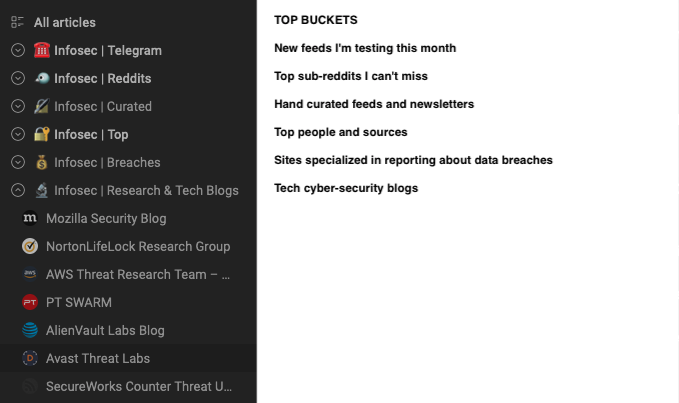 All articles
Infosec | Telegram
Infosec | Reddits
Infosec | Curated
Infosec | Top
Infosec | Breaches
Infosec | Research & Tech Blogs
m Mozilla Security Blog
NortonLifeLock Research Group
aws AWS Threat Research Team – ...
PT PT SWARM
AlienVault Labs Blog
D Avast Threat Labs
SecureWorks Counter Threat U...
TOP BUCKETS
New feeds I'm testing this month
Top sub-reddits I can't miss
Hand curated feeds and newsletters
Top people and sources
Sites specialized in reporting about data breaches
Tech cyber-security blogs